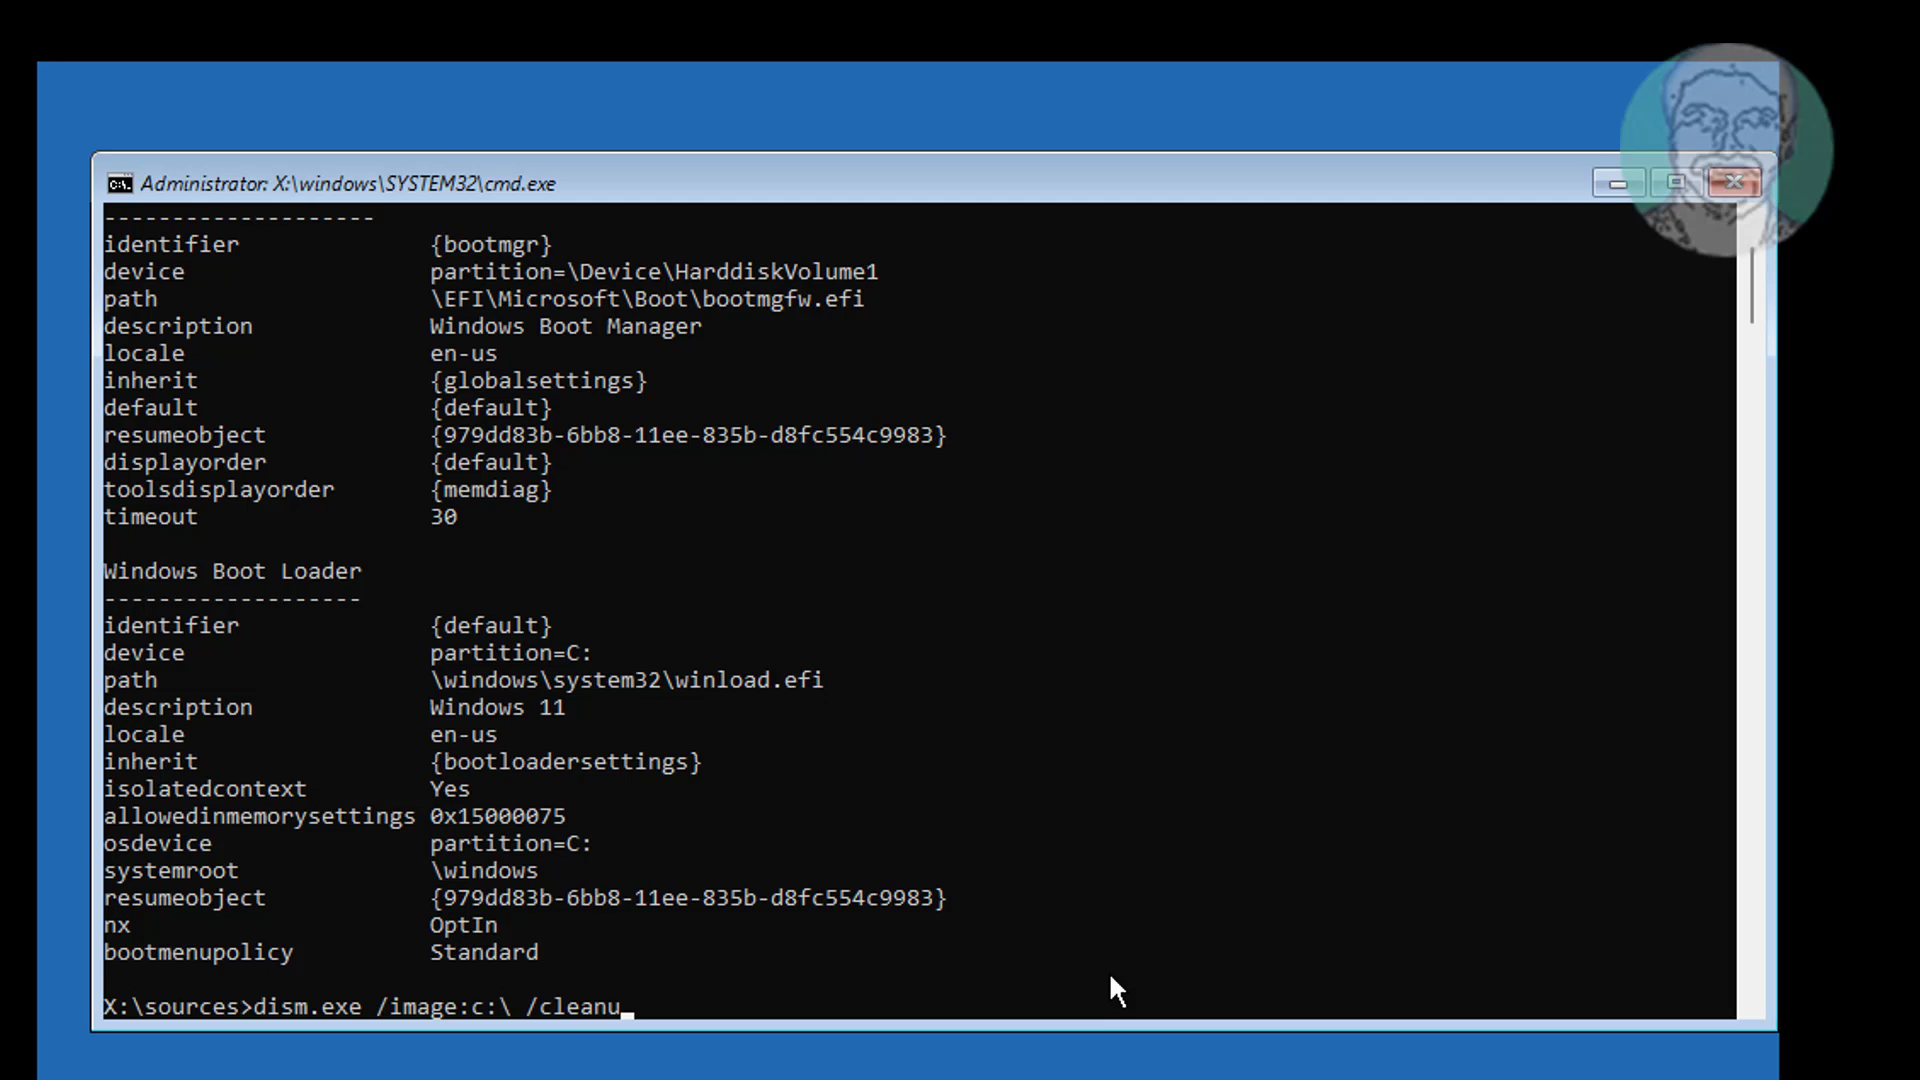 Administrator: X:\windows\SYSTEM32\cmd.exe
--------------------
identifier {bootmgr}
device partition=\Device\HarddiskVolume1
path \EFI\Microsoft\Boot\bootmgfw.efi
description Windows Boot Manager
locale en-us
inherit {globalsettings}
default {default}
resumeobject {979dd83b-6bb8-11ee-835b-d8fc554c9983}
displayorder {default}
toolsdisplayorder {memdiag}
timeout 30
Windows Boot Loader
-------------------
identifier {default}
device partition=C:
path \windows\system32\winload.efi
description Windows 11
locale en-us
inherit {bootloadersettings}
isolatedcontext Yes
allowedinmemorysettings 0x15000075
osdevice partition=C:
systemroot \windows
resumeobject {979dd83b-6bb8-11ee-835b-d8fc554c9983}
nx OptIn
bootmenupolicy Standard
X:\sources>dism.exe /image:c:\ /cleanu_